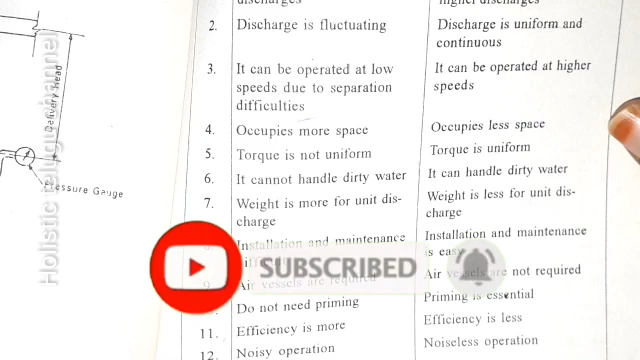 discharges
higher discharges
2. Discharge is fluctuating
Discharge is uniform and
continuous
3. It can be operated at low
speeds due to separation
difficulties
It can be operated at higher
speeds
4. Occupies more space
Occupies less space
5. Torque is not uniform
Torque is uniform
6. It cannot handle dirty water
It can handle dirty water
7. Weight is more for unit dis-
charge
Weight is less for unit dis-
charge
Installation and maintenance
Installation and maintenance
is easy
9. Air vessels are required
Air vessels are not required
Do not need priming
Priming is essential
11. Efficiency is more
Efficiency is less
12. Noisy operation
Noiseless operation
Delivery Head
Pressure Gauge
Holistic telugu channel
SUBSCRIBED